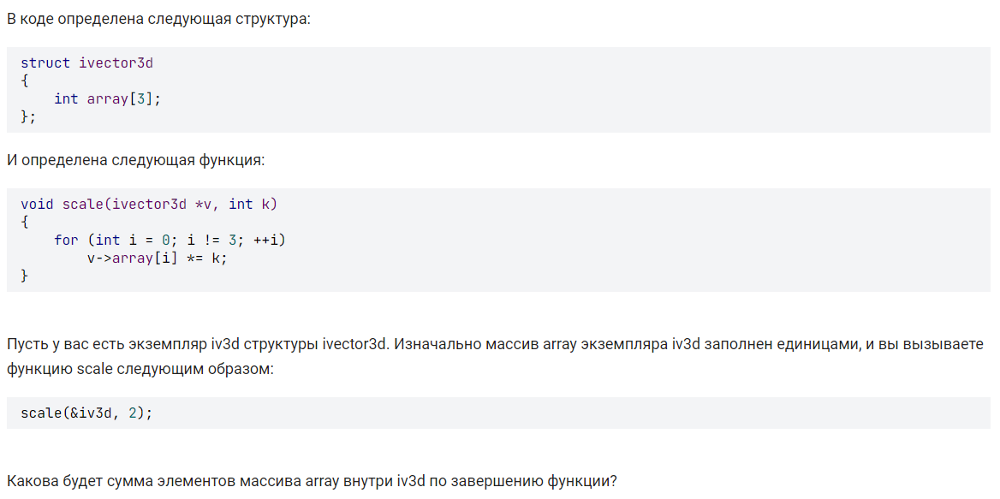 В коде определена следующая структура:
struct ivector3d
{
    int array[3];
};
И определена следующая функция:
void scale(ivector3d *v, int k)
{
    for (int i = 0; i != 3; ++i)
        v->array[i] *= k;
}
Пусть у вас есть экземпляр iv3d структуры ivector3d. Изначально массив array экземпляра iv3d заполнен единицами, и вы вызываете
функцию scale следующим образом:
scale(&iv3d, 2);
Какова будет сумма элементов массива array внутри iv3d по завершению функции?